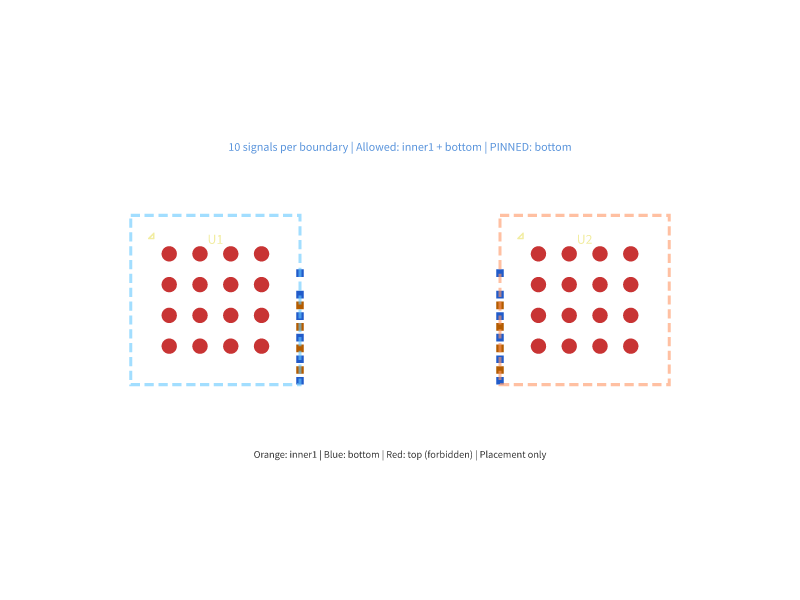 10 signals per boundary | Allowed: inner1 + bottom | PINNED: bottom
U1
U2
Orange: inner1 | Blue: bottom | Red: top (forbidden) | Placement only